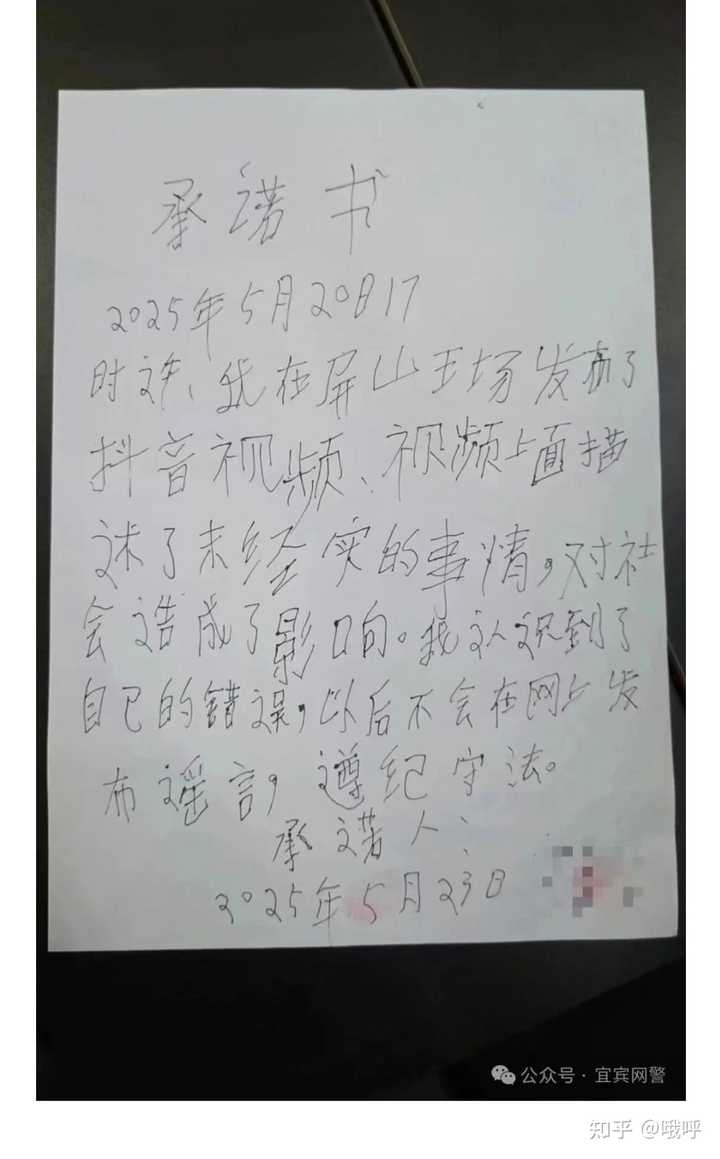 承诺书
2025年5月20日17
时许、我在屏山王场发布了
抖音视频、视频上面描
述了未经实的事情，对社
会造成了影响。我认识到了
自己的错误，以后不会在网上发
布谣言，遵纪守法。
承诺人：
2025年5月23日
公众号·宜宾网警
知乎 @哦呼